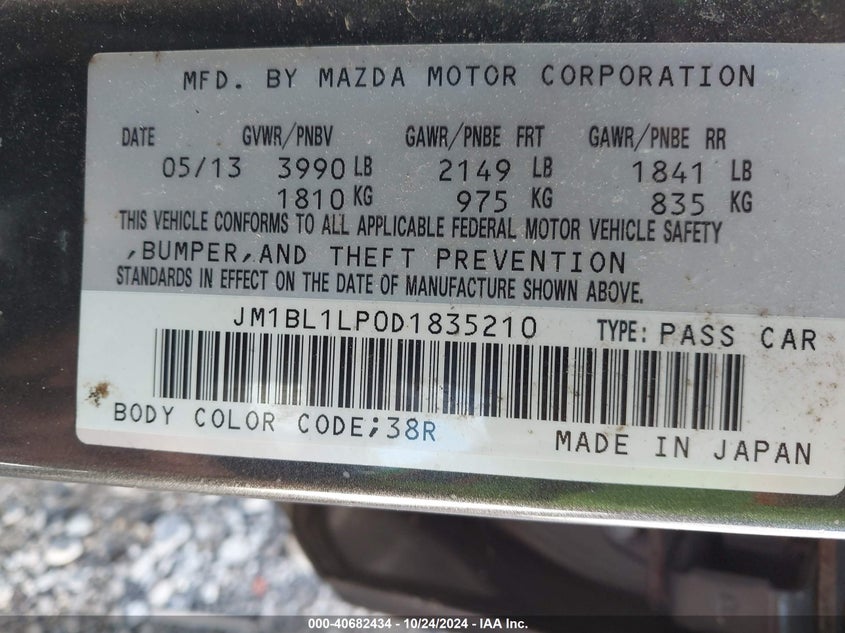 MFD. BY MAZDA MOTOR CORPORATION
DATE GVWR/PNBV GAWR/PNBE FRT GAWR/PNBE RR
05/13 3990 LB 2149 LB 1841 LB
1810 KG 975 KG 835 KG
THIS VEHICLE CONFORMS TO ALL APPLICABLE FEDERAL MOTOR VEHICLE SAFETY
,BUMPER,AND THEFT PREVENTION
STANDARDS IN EFFECT ON THE DATE OF MANUFACTURE SHOWN ABOVE.
JM1BL1LP0D1835210 TYPE: PASS CAR
BODY COLOR CODE;38R MADE IN JAPAN
000-40682434 - 10/24/2024 - IAA Inc.